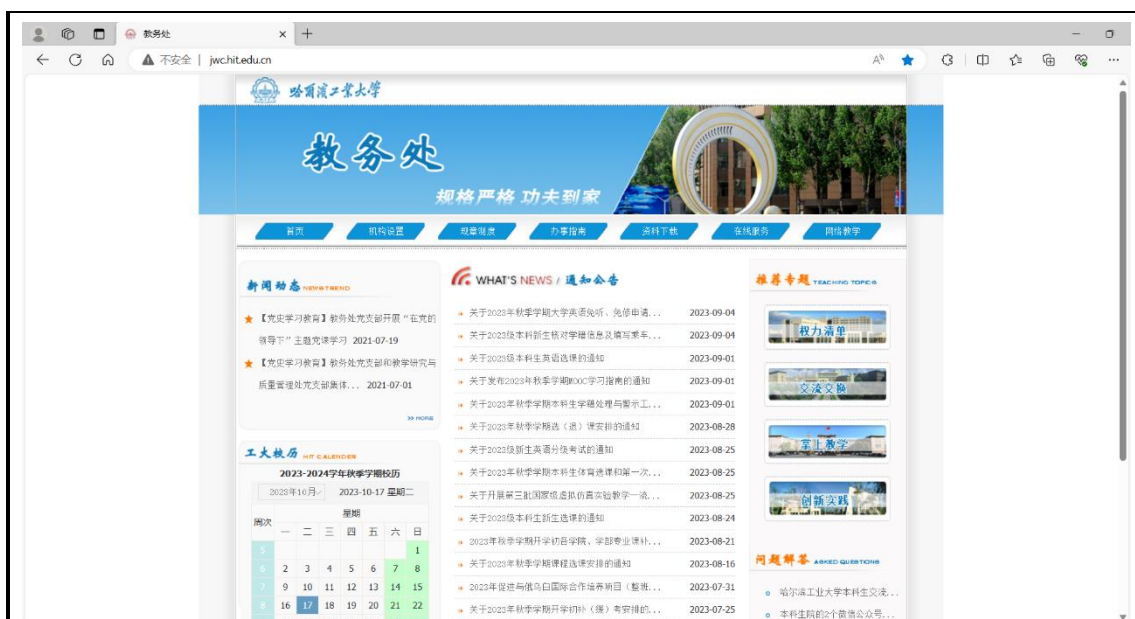 教务处
不安全 | jwc.hit.edu.cn
哈尔滨工业大学
教务处
规格严格 功夫到家
首页 机构设置 规章制度 办事指南 资料下载 在线服务 网络教学
新闻动态 NEWSTREND
【党史学习教育】教务处党支部开展“在党的
领导下”主题党课学习 2021-07-19
【党史学习教育】教务处党支部和教学研究与
质量管理处党支部集体... 2021-07-01
>> MORE
工大校历 HIT CALENDER
2023-2024学年秋季学期校历
2023年10月 2023-10-17 星期二
周次 星期
一 二 三 四 五 六 日
5 1
6 2 3 4 5 6 7 8
7 9 10 11 12 13 14 15
8 16 17 18 19 20 21 22
WHAT'S NEWS / 通知公告
关于2023年秋季学期大学英语免听、免修申请... 2023-09-04
关于2023级本科新生核对学籍信息及填写乘车... 2023-09-04
关于2023级本科生英语选课的通知 2023-09-01
关于发布2023年秋季学期MOOC学习指南的通知 2023-09-01
关于2023年秋季学期本科生学籍处理与警示工... 2023-09-01
关于2023年秋季学期选（退）课安排的通知 2023-08-28
关于2023级新生英语分级考试的通知 2023-08-25
关于2023年秋季学期本科生体育选课和第一次... 2023-08-25
关于开展第三批国家级虚拟仿真实验教学一流... 2023-08-25
关于2023级本科生新生选课的通知 2023-08-24
2023年秋季学期开学初各学院、学部专业课补... 2023-08-21
关于2023年秋季学期课程选课安排的通知 2023-08-16
2023年促进与俄乌白国际合作培养项目（整班... 2023-07-31
关于2023年秋季学期开学初补（缓）考安排的... 2023-07-25
推荐专题 TEACHING TOPICS
权力清单
交流交换
掌上教学
创新实践
问题解答 ASKED QUESTIONS
哈尔滨工业大学本科生交流...
本科生院的2个微信公众号...